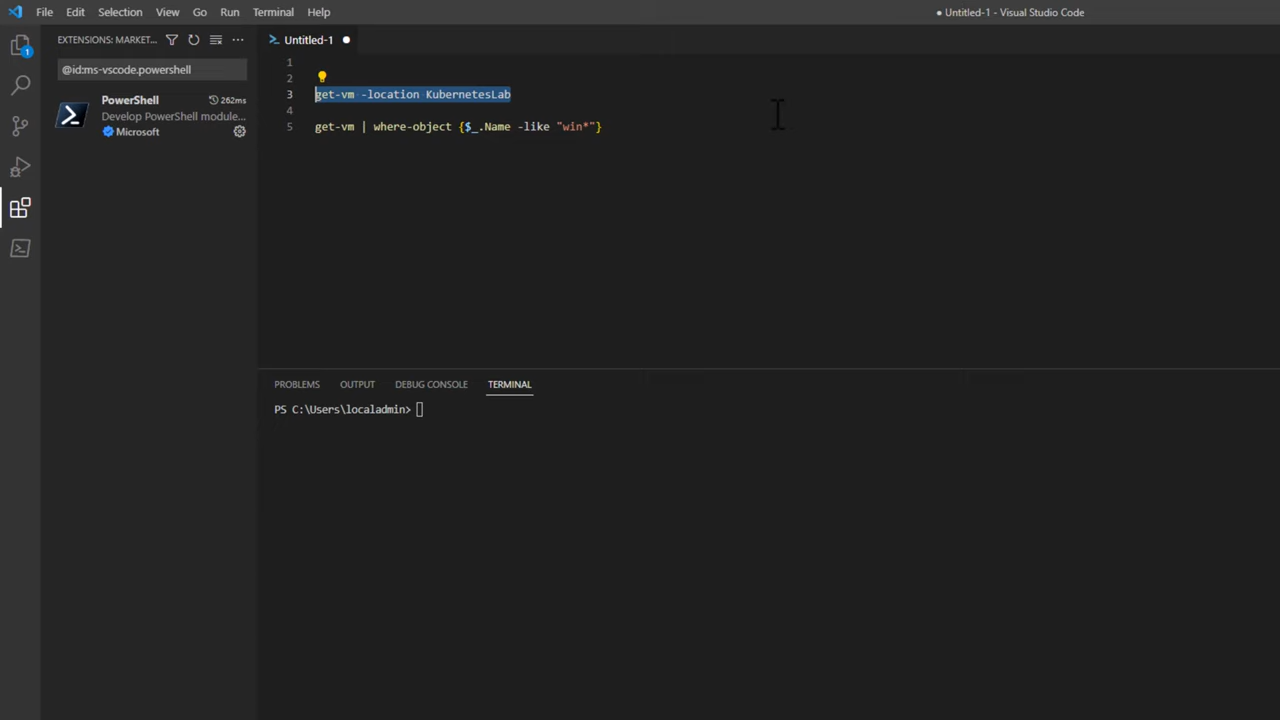 File Edit Selection View Go Run Terminal Help
● Untitled-1 - Visual Studio Code
EXTENSIONS: MARKET...
Untitled-1
@id:ms-vscode.powershell
PowerShell 262ms
Develop PowerShell module...
Microsoft
1
1
2
3 get-vm -location KubernetesLab
4
5 get-vm | where-object {$_.Name -like "win*"}
PROBLEMS OUTPUT DEBUG CONSOLE TERMINAL
PS C:\Users\localadmin>